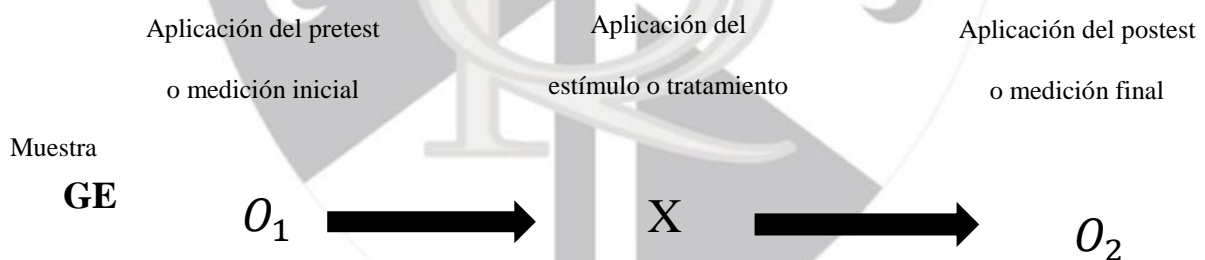 Aplicación del pretest
o medición inicial
Aplicación del
estímulo o tratamiento
Aplicación del postest
o medición final
Muestra
GE
O₁
X
O₂